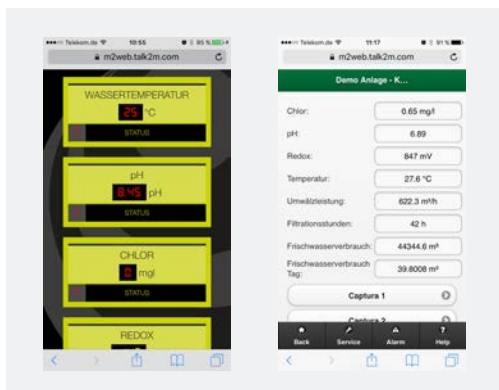 Telekom.de
10:55
85 %
m2web.talk2m.com
WASSERTEMPERATUR
25 °C
STATUS
pH
8.45 pH
STATUS
CHLOR
0 mgl
STATUS
REDOX
Telekom.de
11:17
91 %
m2web.talk2m.com
Demo Anlage - K...
Chlor: 0.65 mg/l
pH: 6.89
Redox: 847 mV
Temperatur: 27.6 °C
Umwälzleistung: 622.3 m³/h
Filtrationsstunden: 42 h
Frischwasserverbrauch: 44344.6 m³
Frischwasserverbrauch
Tag: 39.8008 m³
Captura 1
Captura 2
Back Service Alarm Help